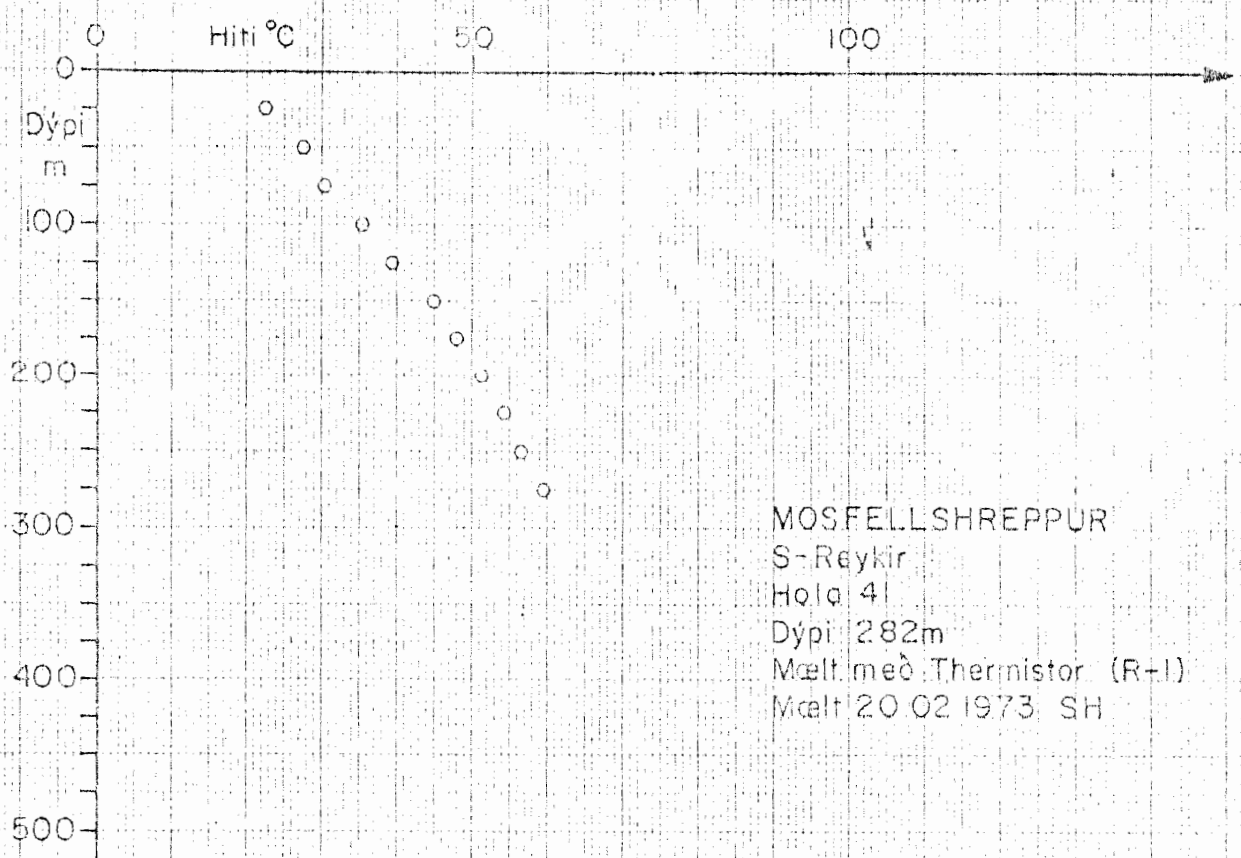 0 Hiti °C 50 100
0
Dýpi
m
100
200
300
400
500
MOSFELLSHREPPUR
S-Reykir
Hola 41
Dýpi 282m
Mælt með Thermistor (R+1)
Mælt 20 02 1973 SH